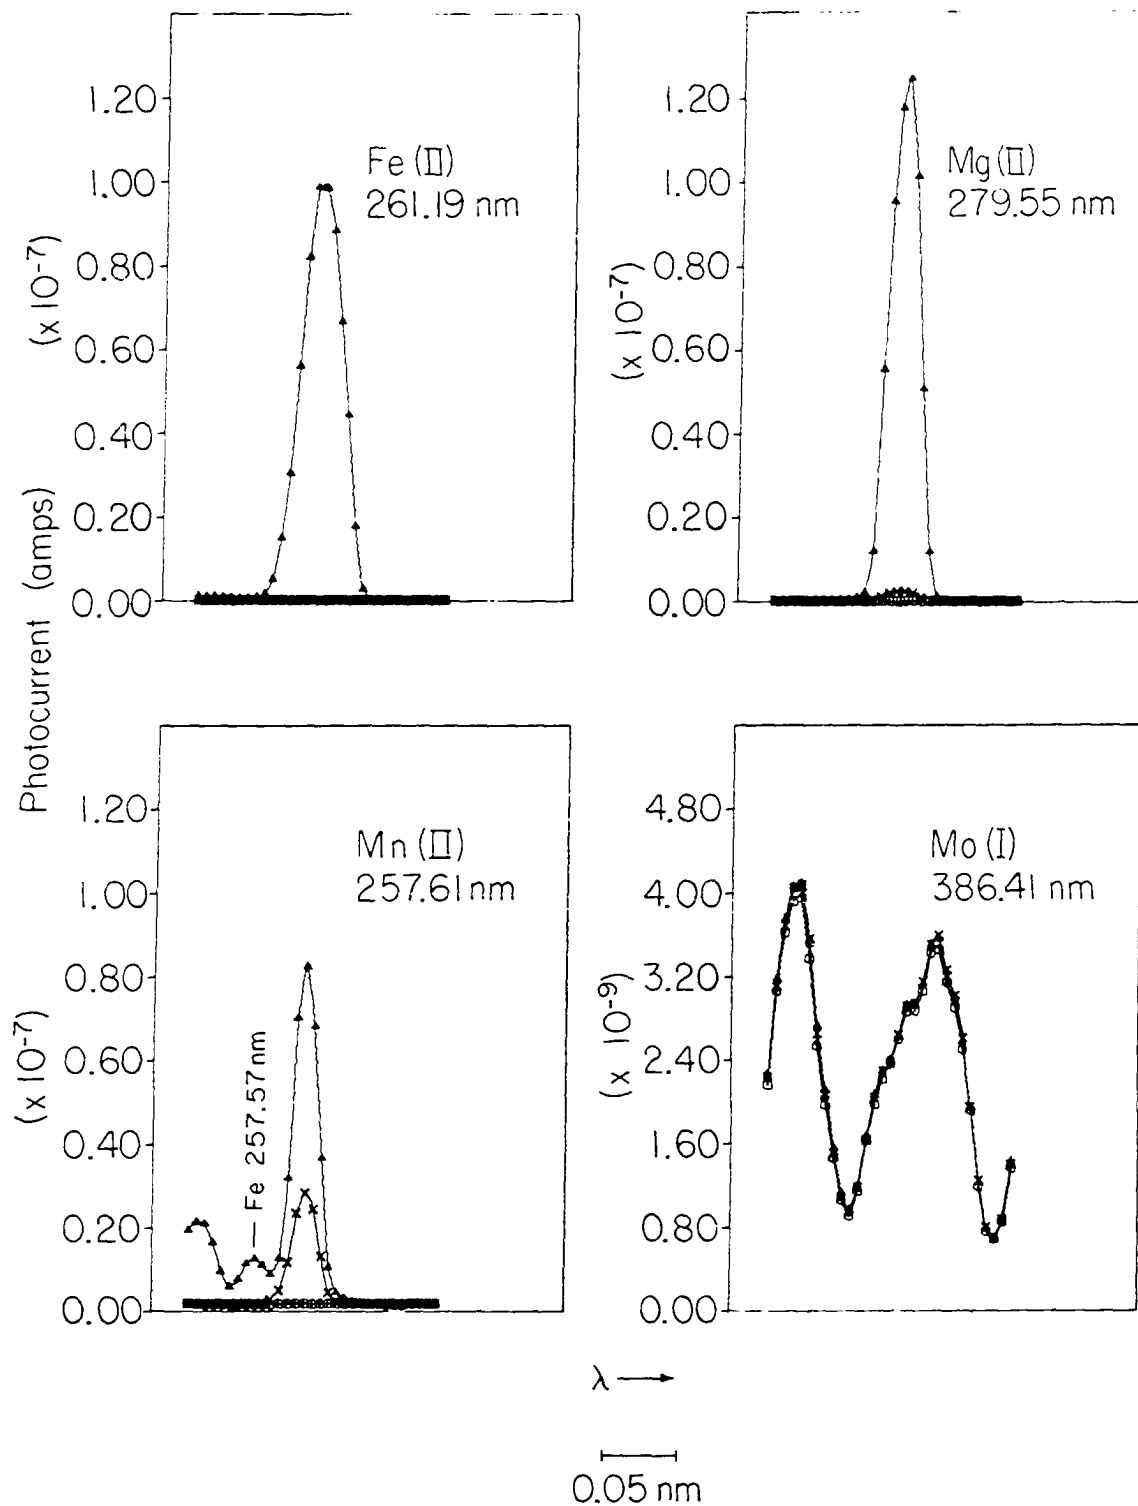 Photocurrent (amps)
(x 10-7)
1.20
1.00
0.80
0.60
0.40
0.20
0.00
Fe (II)
261.19 nm
(x 10-7)
1.20
1.00
0.80
0.60
0.40
0.20
0.00
Mg (II)
279.55 nm
(x 10-7)
1.20
1.00
0.80
0.60
0.40
0.20
0.00
Mn (II)
257.61 nm
Fe 257.57nm
(x 10-9)
4.80
4.00
3.20
2.40
1.60
0.80
0.00
Mo (I)
386.41 nm
λ →
0.05 nm